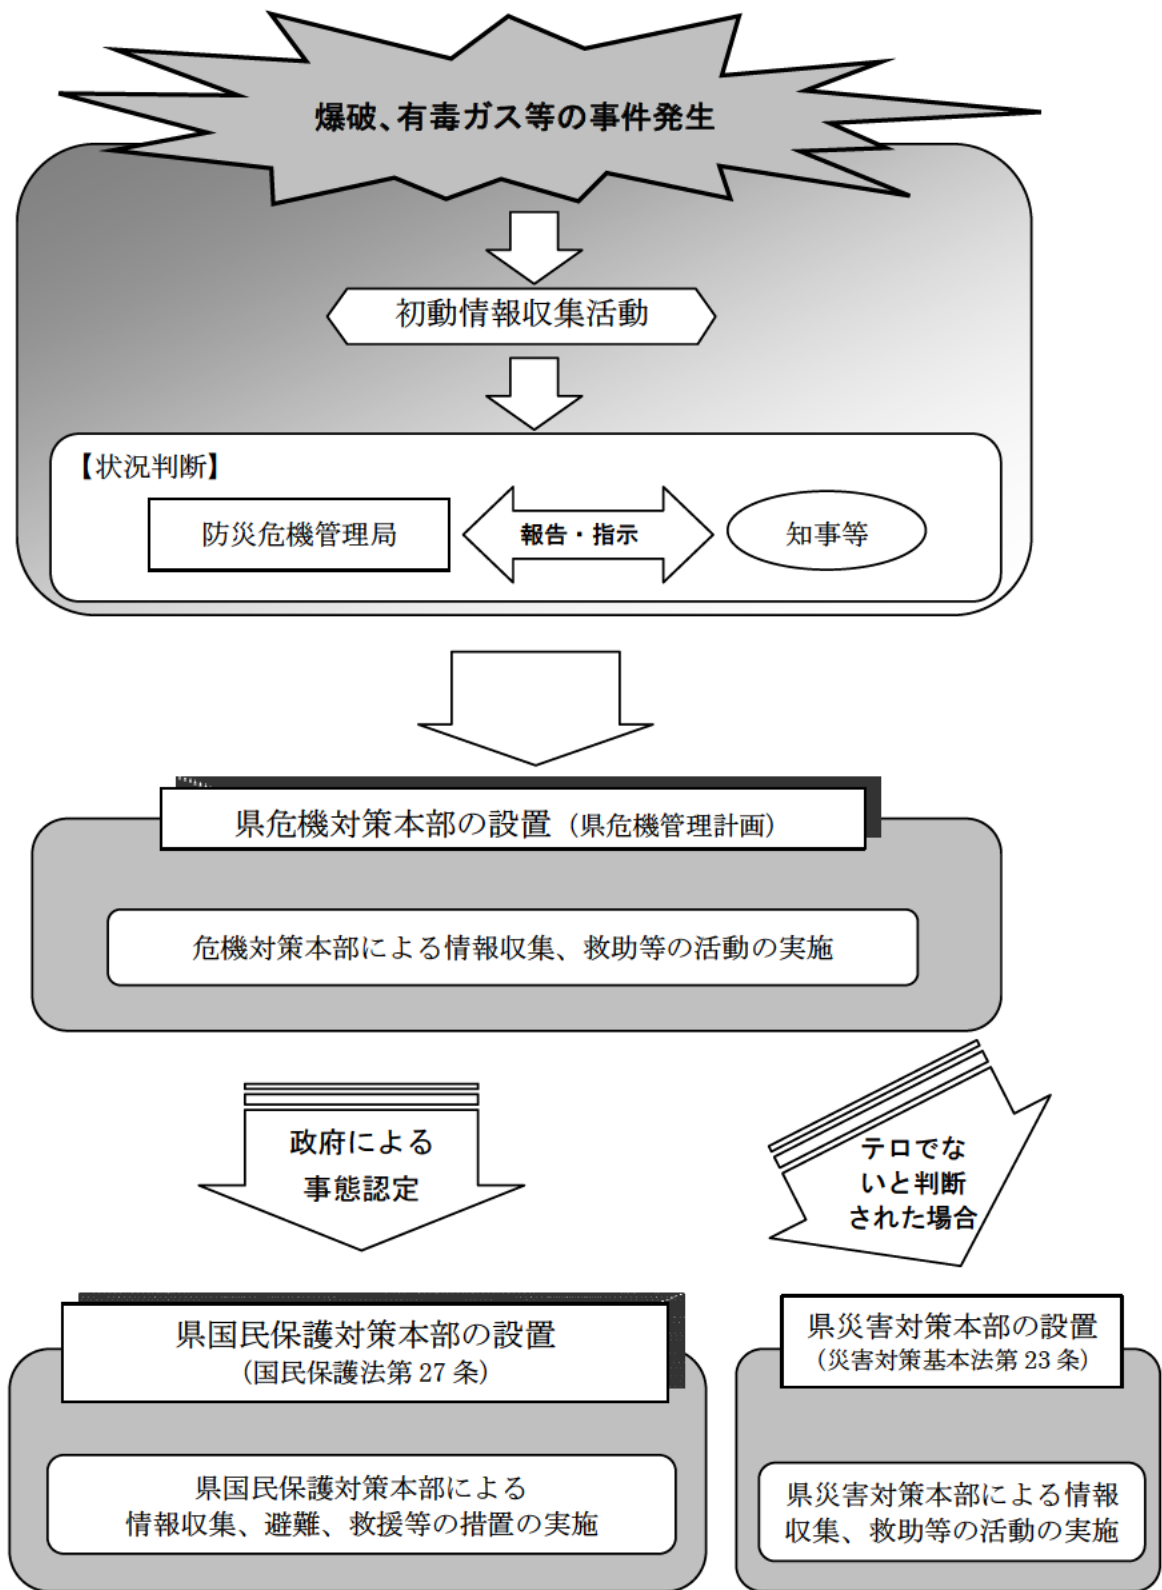 爆破、有毒ガス等の事件発生
初動情報収集活動
【状況判断】
防災危機管理局
報告・指示
知事等
県危機対策本部の設置（県危機管理計画）
危機対策本部による情報収集、救助等の活動の実施
政府による
事態認定
テロでな
いと判断
された場合
県国民保護対策本部の設置
（国民保護法第 27 条）
県国民保護対策本部による
情報収集、避難、救援等の措置の実施
県災害対策本部の設置
（災害対策基本法第 23 条）
県災害対策本部による情報
収集、救助等の活動の実施